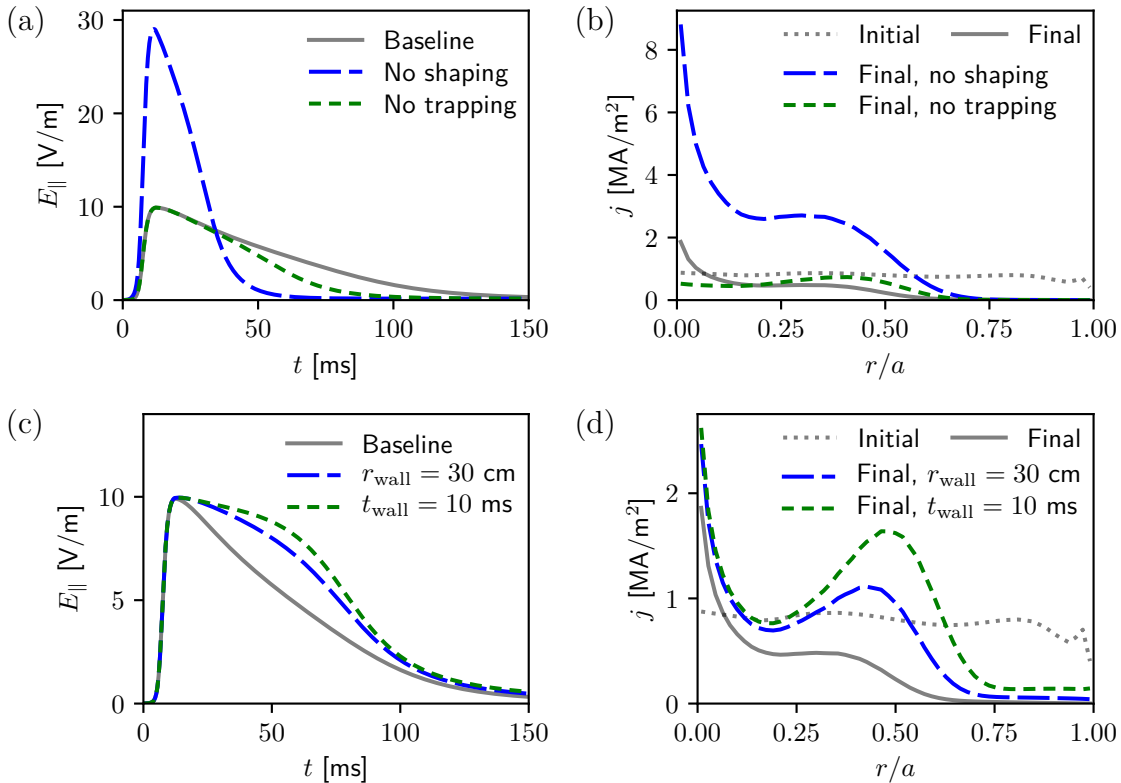 (a)
30
20
10
0
E∥ [V/m]
Baseline
No shaping
No trapping
0 50 100 150
t [ms]
(b)
8
6
4
2
0
j [MA/m²]
Initial Final
Final, no shaping
Final, no trapping
0.00 0.25 0.50 0.75 1.00
r/a
(c)
10
5
0
E∥ [V/m]
Baseline
r_wall = 30 cm
t_wall = 10 ms
0 50 100 150
t [ms]
(d)
2
1
0
j [MA/m²]
Initial Final
Final, r_wall = 30 cm
Final, t_wall = 10 ms
0.00 0.25 0.50 0.75 1.00
r/a